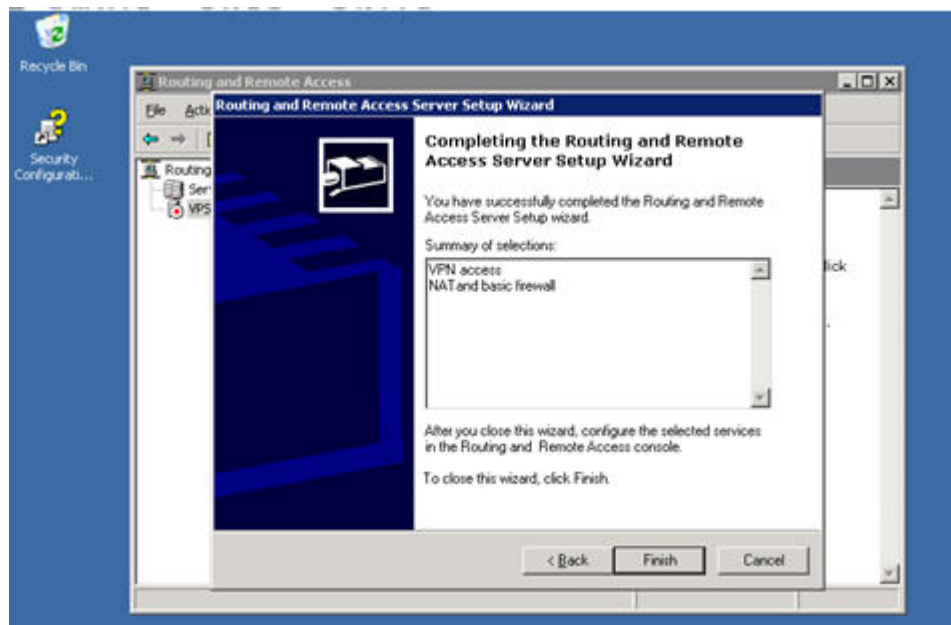 Recycle Bin
Security
Configurati...
Routing and Remote Access
File
Routing and Remote Access Server Setup Wizard
Routing
Ser
VPS
Completing the Routing and Remote
Access Server Setup Wizard
You have successfully completed the Routing and Remote
Access Server Setup wizard.
Summary of selections:
VPN access
NAT and basic firewall
lick
After you close this wizard, configure the selected services
in the Routing and Remote Access console.
To close this wizard, click Finish.
< Back
Finish
Cancel